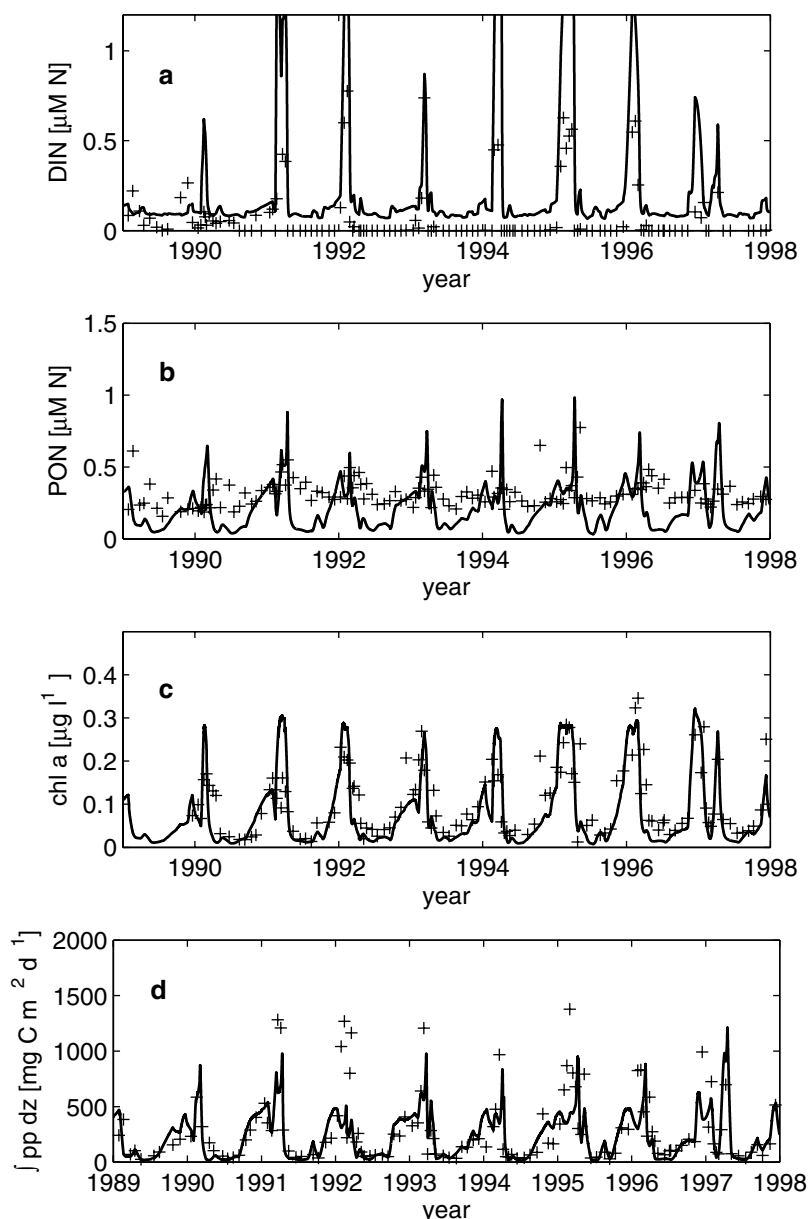 1
a
DIN [μM N]
0.5
0
1990 1992 1994 1996 1998
year
1.5
b
1
PON [μM N]
0.5
0
1990 1992 1994 1996 1998
year
0.4
c
0.3
chl a [μg l¹ ]
0.2
0.1
0
1990 1992 1994 1996 1998
year
2000
d
1500
∫ pp dz [mg C m ² d ¹]
1000
500
0
1989 1990 1991 1992 1993 1994 1995 1996 1997 1998
year